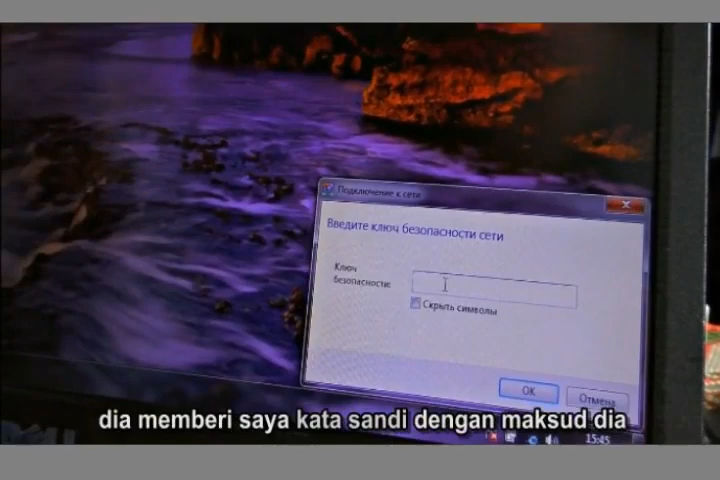 Подключение к сети
Введите ключ безопасности сети
Ключ
безопасности:
Скрыть символы
OK
Отмена
dia memberi saya kata sandi dengan maksud dia
15:45